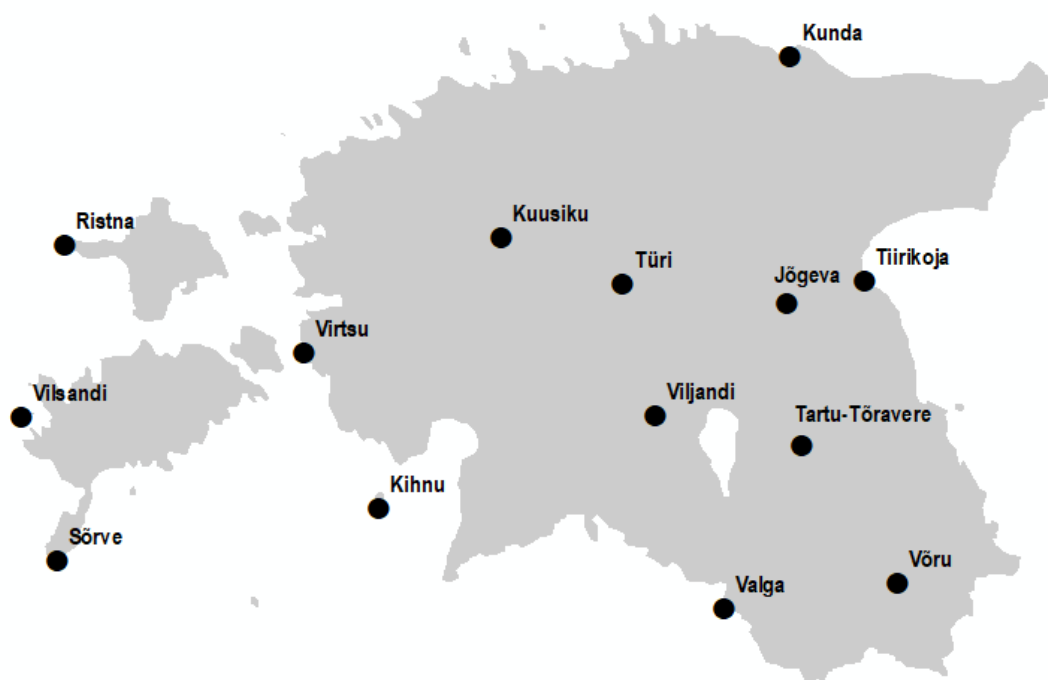 Kunda
Ristna
Kuusiku
Türi
Tiirikoja
Jõgeva
Virtsu
Vilsandi
Viljandi
Tartu-Tõravere
Kihnu
Sõrve
Võru
Valga